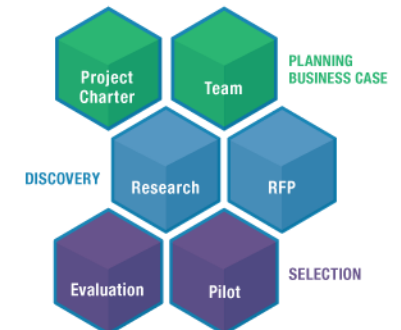 Project
Charter
Team
PLANNING
BUSINESS CASE
DISCOVERY
Research
RFP
Evaluation
Pilot
SELECTION